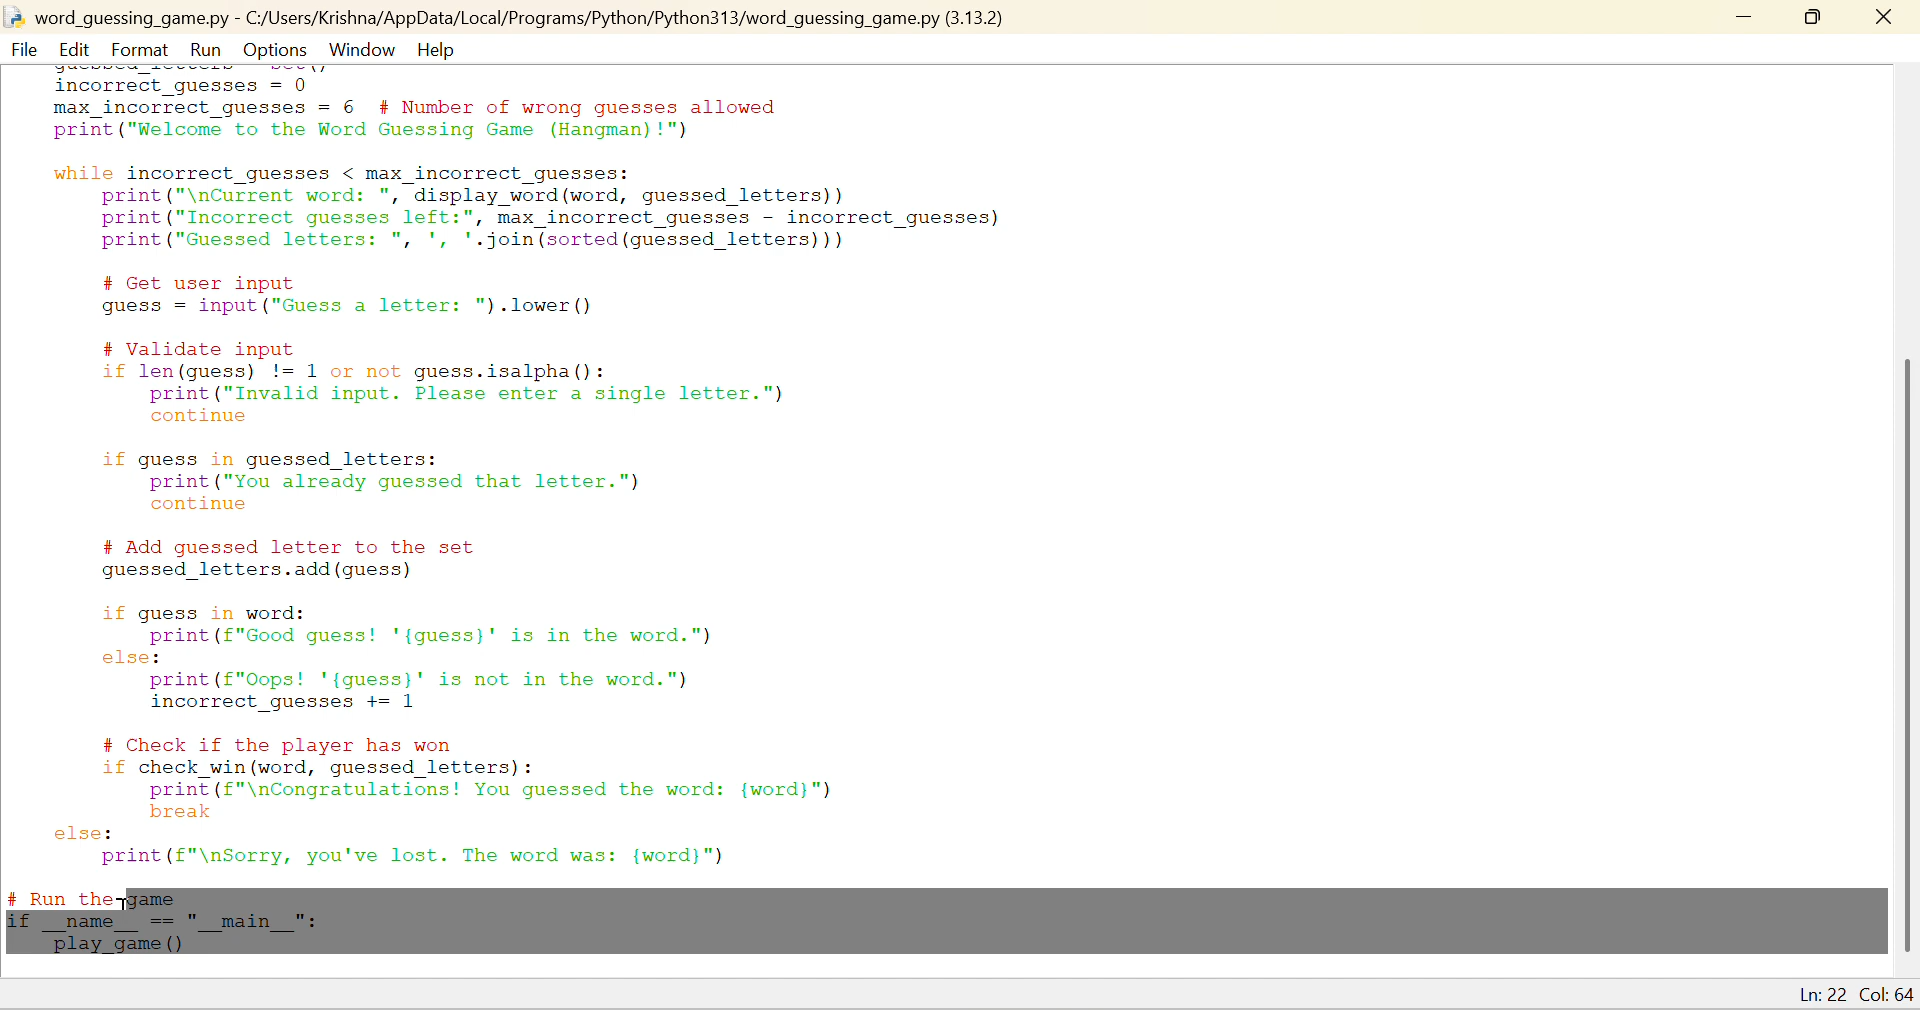 word_guessing_game.py - C:/Users/Krishna/AppData/Local/Programs/Python/Python313/word_guessing_game.py (3.13.2)
File Edit Format Run Options Window Help
incorrect_guesses = 0
max_incorrect_guesses = 6  # Number of wrong guesses allowed
print("Welcome to the Word Guessing Game (Hangman)!")
while incorrect_guesses < max_incorrect_guesses:
print("\nCurrent word: ", display_word(word, guessed_letters))
print("Incorrect guesses left:", max_incorrect_guesses - incorrect_guesses)
print("Guessed letters: ", ', '.join(sorted(guessed_letters)))
# Get user input
guess = input("Guess a letter: ").lower()
# Validate input
if len(guess) != 1 or not guess.isalpha():
print("Invalid input. Please enter a single letter.")
continue
if guess in guessed_letters:
print("You already guessed that letter.")
continue
# Add guessed letter to the set
guessed_letters.add(guess)
if guess in word:
print(f"Good guess! '{guess}' is in the word.")
else:
print(f"Oops! '{guess}' is not in the word.")
incorrect_guesses += 1
# Check if the player has won
if check_win(word, guessed_letters):
print(f"\nCongratulations! You guessed the word: {word}")
break
else:
print(f"\nSorry, you've lost. The word was: {word}")
# Run the game
if __name__ == "__main__":
play_game()
Ln: 22 Col: 64